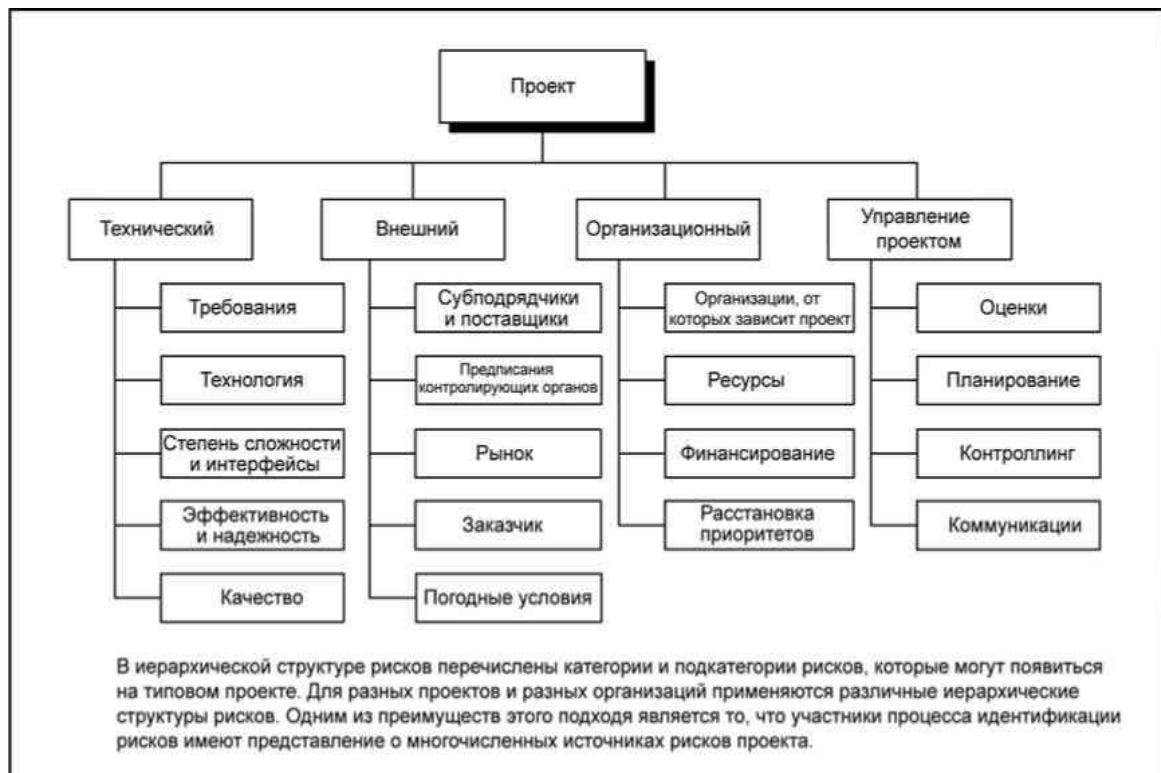 Проект
Технический
Внешний
Организационный
Управление
проектом
Требования
Субподрядчики
и поставщики
Организации, от
которых зависит проект
Оценки
Технология
Предписания
контролирующих органов
Ресурсы
Планирование
Степень сложности
и интерфейсы
Рынок
Финансирование
Контроллинг
Эффективность
и надежность
Заказчик
Расстановка
приоритетов
Коммуникации
Качество
Погодные условия
В иерархической структуре рисков перечислены категории и подкатегории рисков, которые могут появиться
на типовом проекте. Для разных проектов и разных организаций применяются различные иерархические
структуры рисков. Одним из преимуществ этого подходя является то, что участники процесса идентификации
рисков имеют представление о многочисленных источниках рисков проекта.